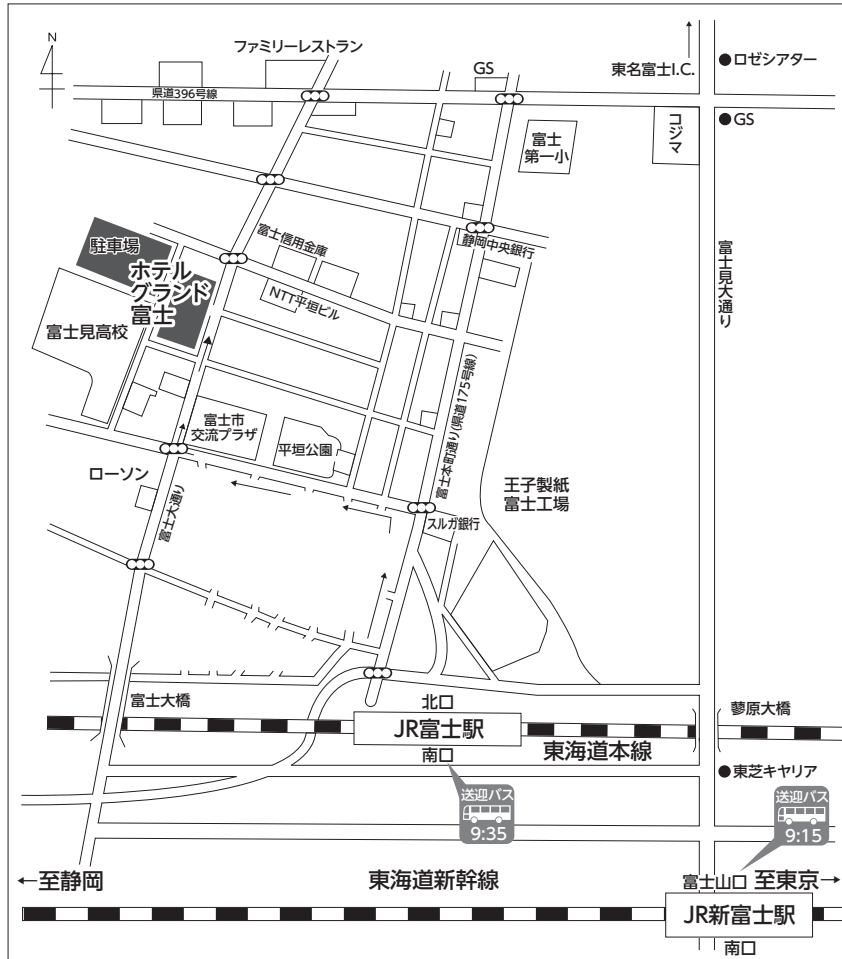 N
ファミリーレストラン
GS
東名富士I.C.
ロゼシアター
県道396号線
GS
コジマ
富士
第一小
静岡中央銀行
富士信用金庫
駐車場
ホテル
グランド
富士
NTT平垣ビル
富士見大通り
富士見高校
富士本町通り(県道175号線)
富士市
交流プラザ
平垣公園
ローソン
王子製紙
富士工場
富士大通り
スルガ銀行
富士大橋
北口
JR富士駅
南口
東海道本線
蓼原大橋
東芝キヤリア
送迎バス
9:35
送迎バス
9:15
←至静岡
東海道新幹線
富士山口
至東京→
JR新富士駅
南口